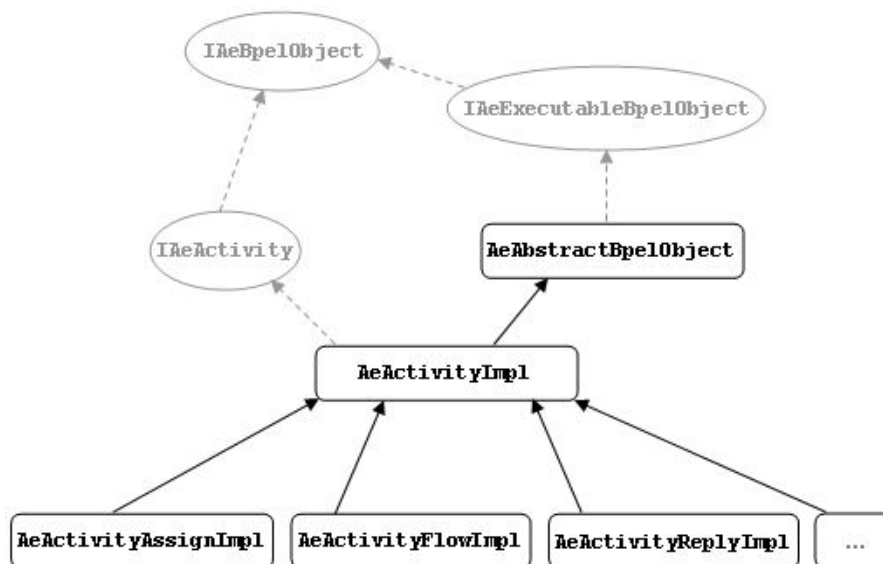 IAeBpelObject
IAeExecutableBpelObject
IAeActivity
AeAbstractBpelObject
AeActivityImpl
AeActivityAssignImpl
AeActivityFlowImpl
AeActivityReplyImpl
...